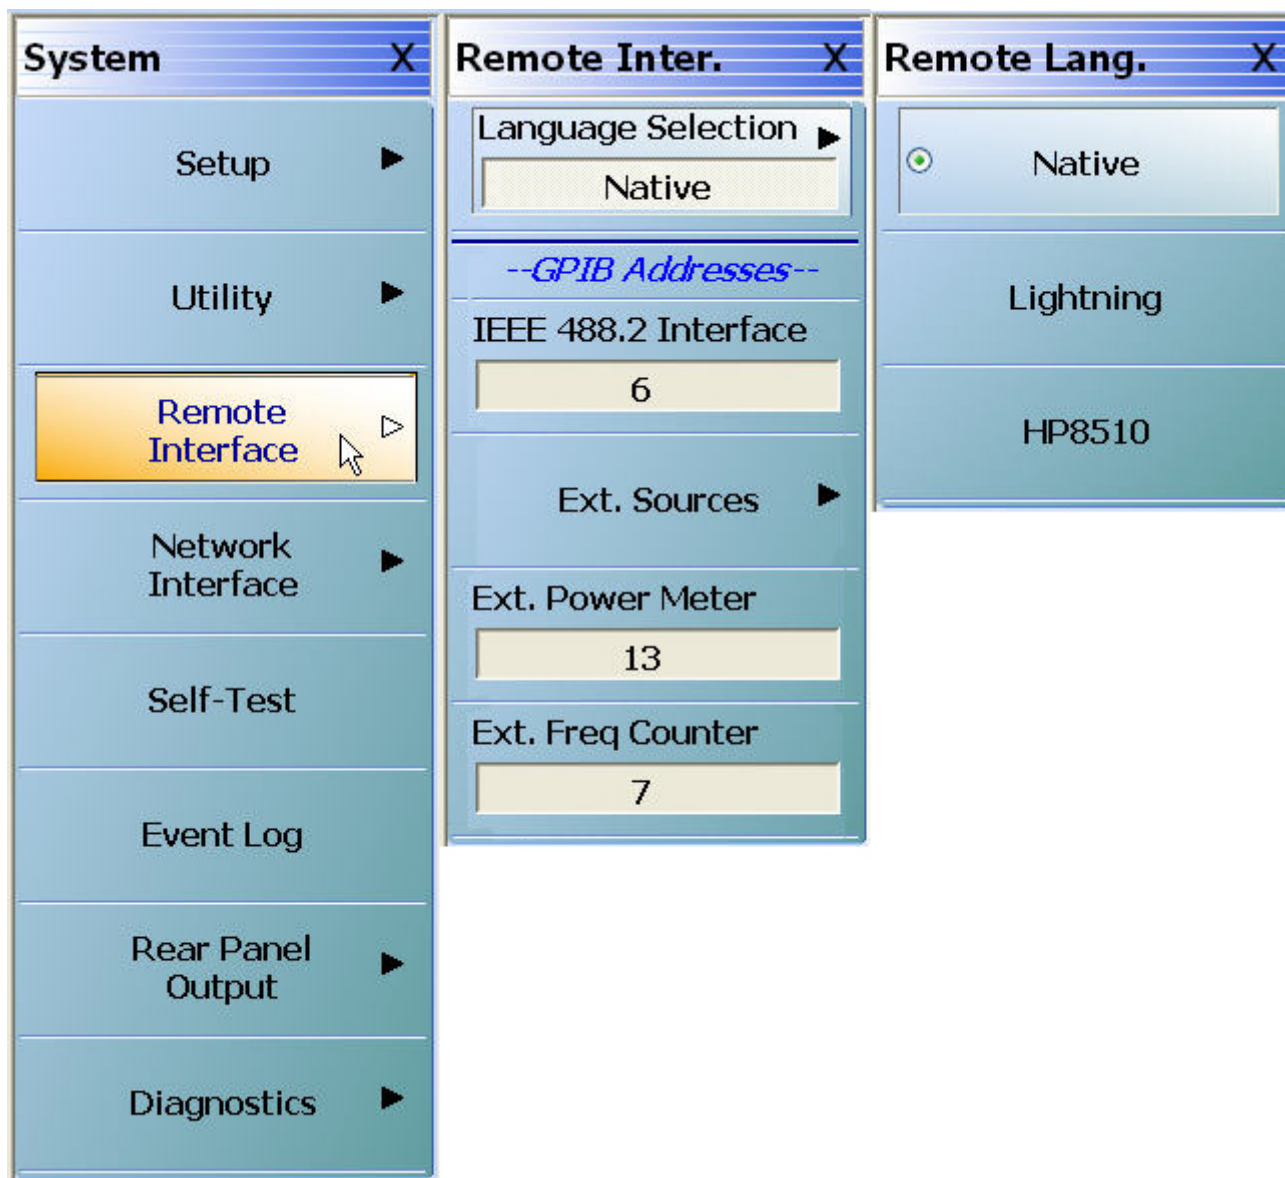 System X
Setup
Utility
Remote
Interface
Network
Interface
Self-Test
Event Log
Rear Panel
Output
Diagnostics
Remote Inter. X
Language Selection
Native
--GPIB Addresses--
IEEE 488.2 Interface
6
Ext. Sources
Ext. Power Meter
13
Ext. Freq Counter
7
Remote Lang. X
Native
Lightning
HP8510